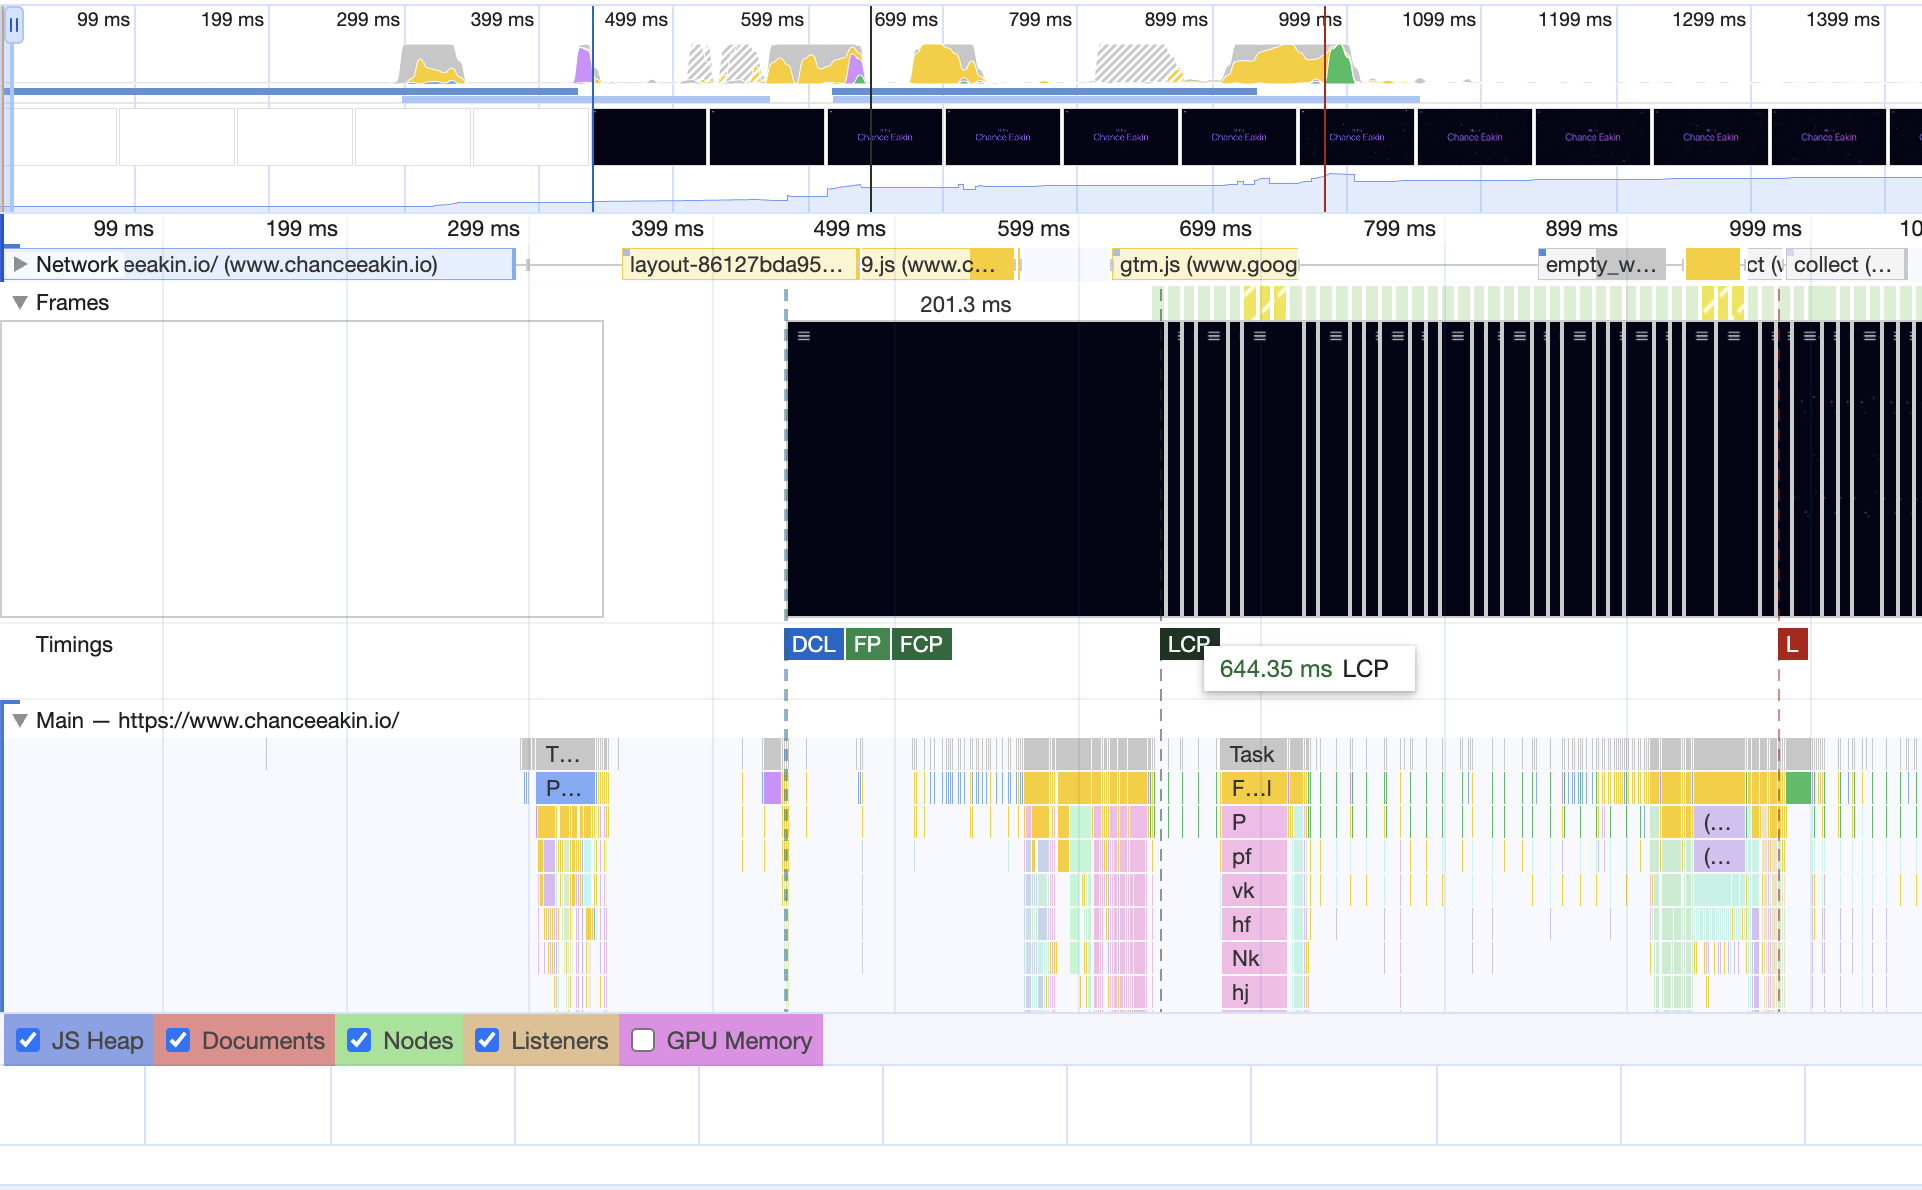 99 ms 199 ms 299 ms 399 ms 499 ms 599 ms 699 ms 799 ms 899 ms 999 ms 1099 ms 1199 ms 1299 ms 1399 ms
Chance Eakin Chance Eakin Chance Eakin Chance Eakin Chance Eakin Chance Eakin Chance Eakin Chance Eakin Chance Eakin
99 ms 199 ms 299 ms 399 ms 499 ms 599 ms 699 ms 799 ms 899 ms 999 ms 10
Network eeakin.io/ (www.chanceeakin.io) layout-86127bda95... 9.js (www.c... gtm.js (www.goog empty_w... ct (v collect (...
Frames 201.3 ms
Timings DCL FP FCP LCP L
644.35 ms LCP
Main — https://www.chanceeakin.io/
T... Task
P... F...l
P (...
pf (...
vk
hf
Nk
hj
JS Heap Documents Nodes Listeners GPU Memory